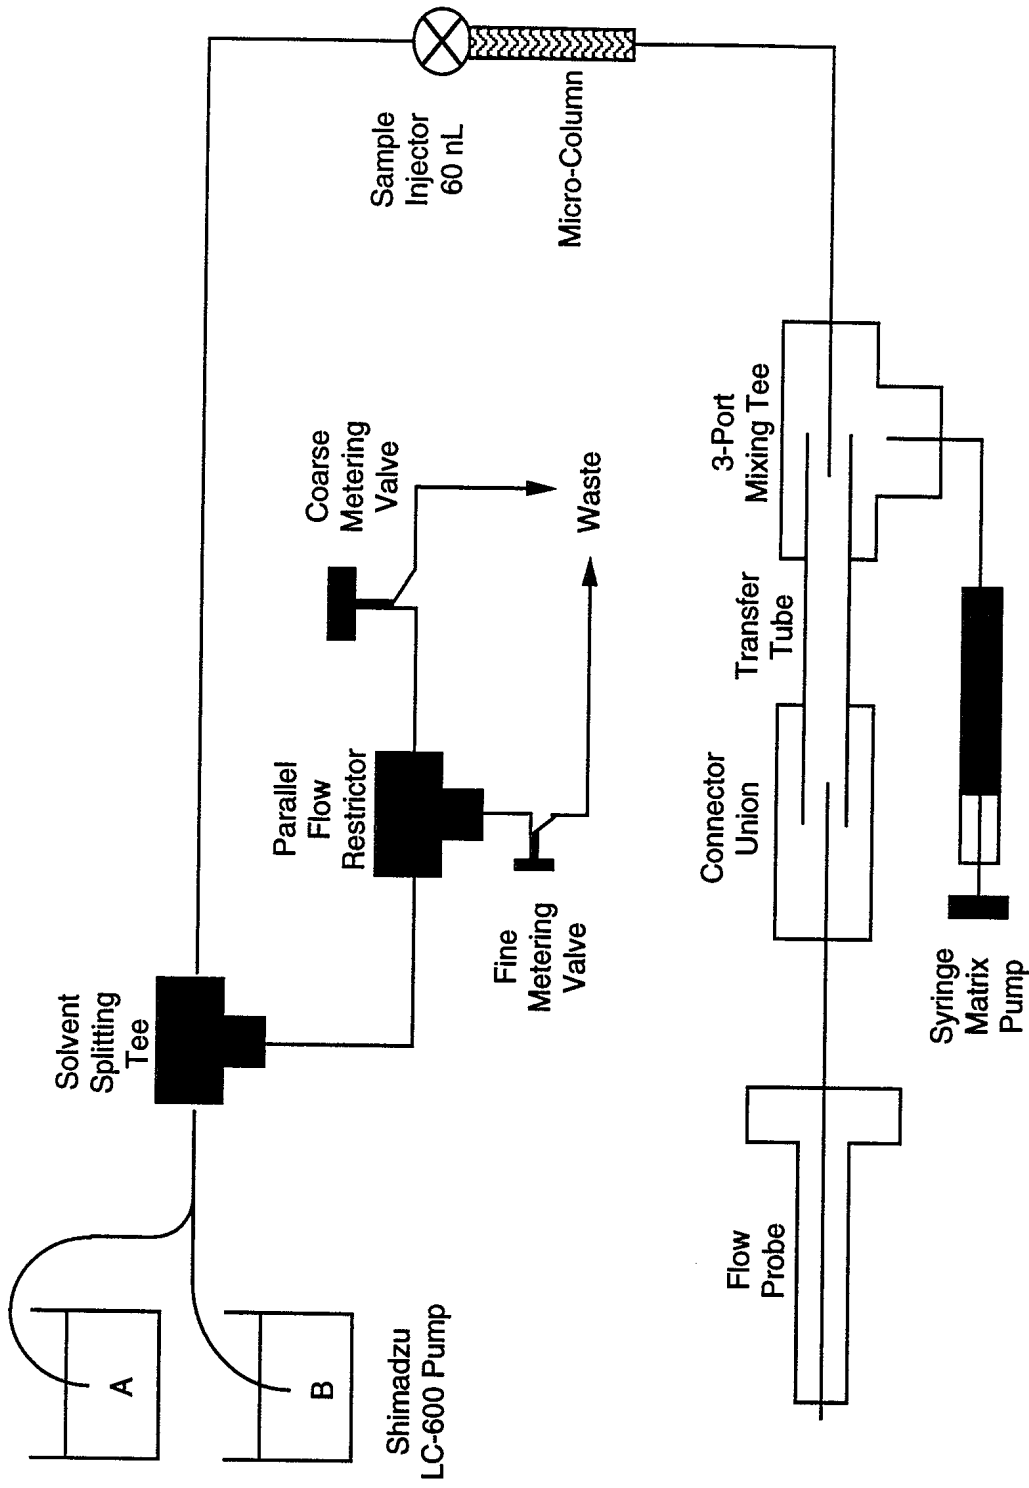 A
B
Shimadzu
LC-600 Pump
Solvent
Splitting
Tee
Parallel
Flow
Restrictor
Fine
Metering
Valve
Coarse
Metering
Valve
Waste
Sample
Injector
60 nL
Micro-Column
Flow
Probe
Connector
Union
Transfer
Tube
3-Port
Mixing Tee
Syringe
Matrix
Pump